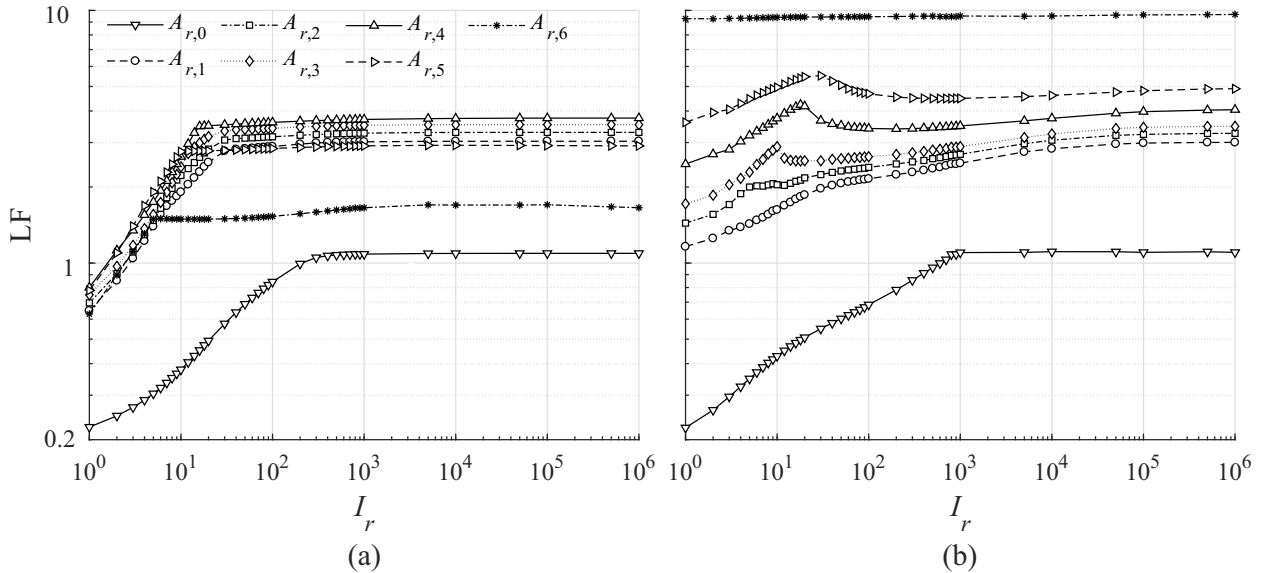 10
1
0.2
LF
A_{r,0} A_{r,2} A_{r,4} A_{r,6}
A_{r,1} A_{r,3} A_{r,5}
10^0 10^1 10^2 10^3 10^4 10^5 10^6
I_r
(a)
10^0 10^1 10^2 10^3 10^4 10^5 10^6
I_r
(b)